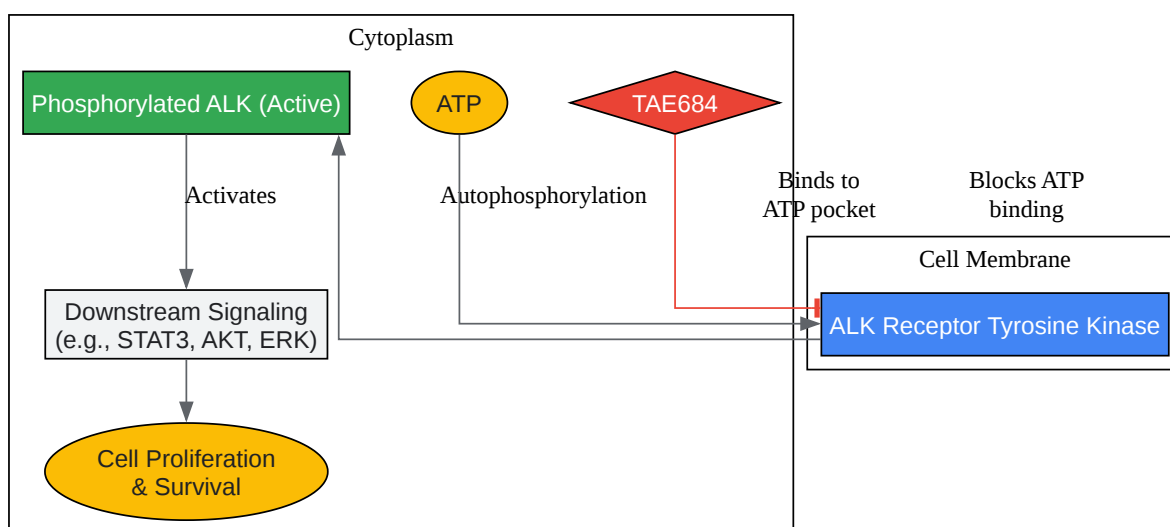 Cytoplasm
Phosphorylated ALK (Active)
ATP
TAE684
Activates
Autophosphorylation
Binds to
ATP pocket
Blocks ATP
binding
Cell Membrane
ALK Receptor Tyrosine Kinase
Downstream Signaling
(e.g., STAT3, AKT, ERK)
Cell Proliferation
& Survival